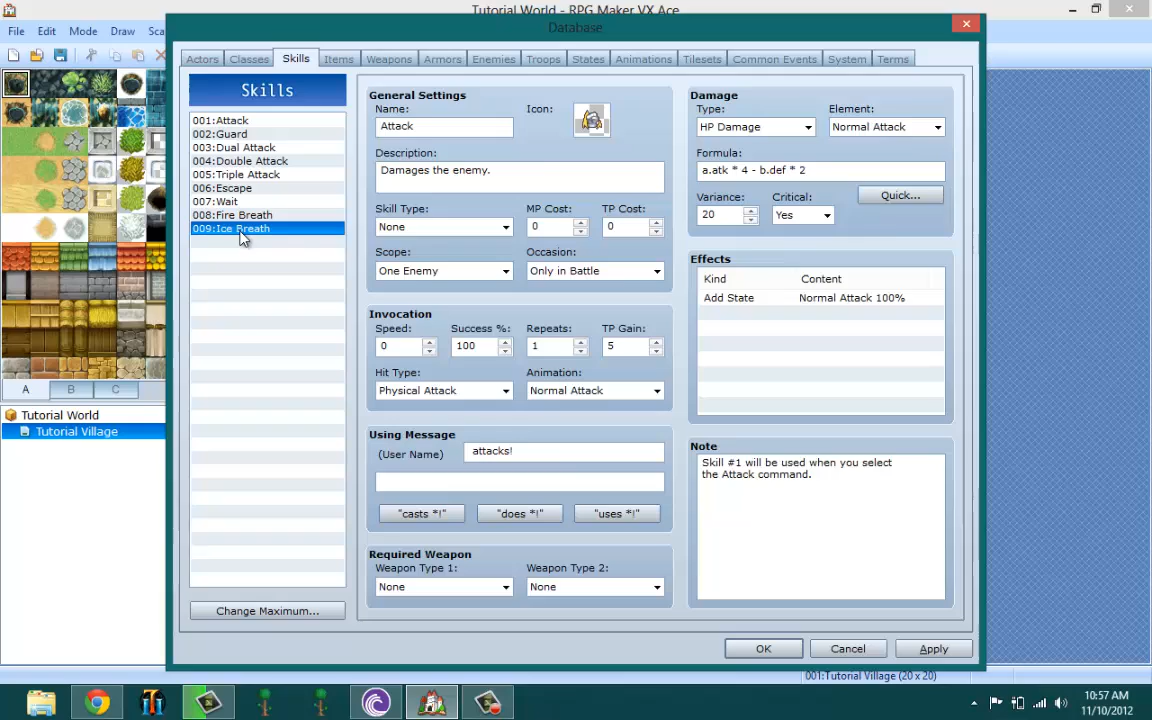 Tutorial World - RPG Maker VX Ace
Database
File Edit Mode Draw Sca
Actors Classes Skills Items Weapons Armors Enemies Troops States Animations Tilesets Common Events System Terms
Skills
001:Attack
002:Guard
003:Dual Attack
004:Double Attack
005:Triple Attack
006:Escape
007:Wait
008:Fire Breath
009:Ice Breath
Change Maximum...
General Settings
Name: Icon:
Attack
Description:
Damages the enemy.
Skill Type: MP Cost: TP Cost:
None 0 0
Scope: Occasion:
One Enemy Only in Battle
Invocation
Speed: Success %: Repeats: TP Gain:
0 100 1 5
Hit Type: Animation:
Physical Attack Normal Attack
Using Message
(User Name) attacks!
"casts *!" "does *!" "uses *!"
Required Weapon
Weapon Type 1: Weapon Type 2:
None None
Damage
Type: Element:
HP Damage Normal Attack
Formula:
a.atk * 4 - b.def * 2
Variance: Critical: Quick...
20 Yes
Effects
Kind Content
Add State Normal Attack 100%
Note
Skill #1 will be used when you select
the Attack command.
OK Cancel Apply
A B C
Tutorial World
Tutorial Village
001:Tutorial Village (20 x 20)
10:57 AM
11/10/2012